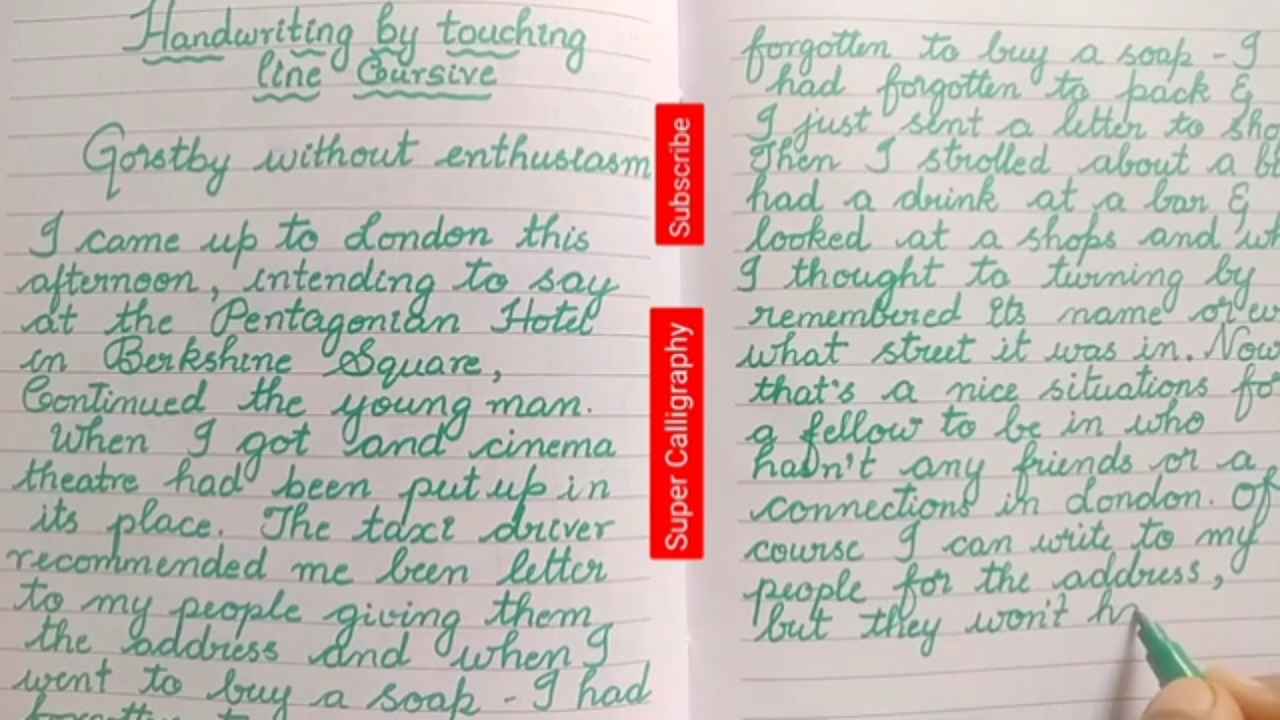 Handwriting by touching
line Coursive
Gorstby without enthusiasm
I came up to London this
afternoon, intending to say
at the Pentagonian Hotel
in Berkshine Square,
Continued the young man.
When I got and cinema
theatre had been put up in
its place. The taxi driver
recommended me been letter
to my people giving them
the address and when I
went to buy a soap - I had
forgotten to
Subscribe
Super Calligraphy
forgotten to buy a soap - I
had forgotten to pack &
I just sent a letter to sho
Then I strolled about a
had a drink at a bar &
looked at a shops and wh
I thought to turning by
remembered its name or ev
what street it was in. Now
that's a nice situations for
a fellow to be in who
hasn't any friends or a
connections in London. Of
course I can write to my
people for the address,
but they won't h